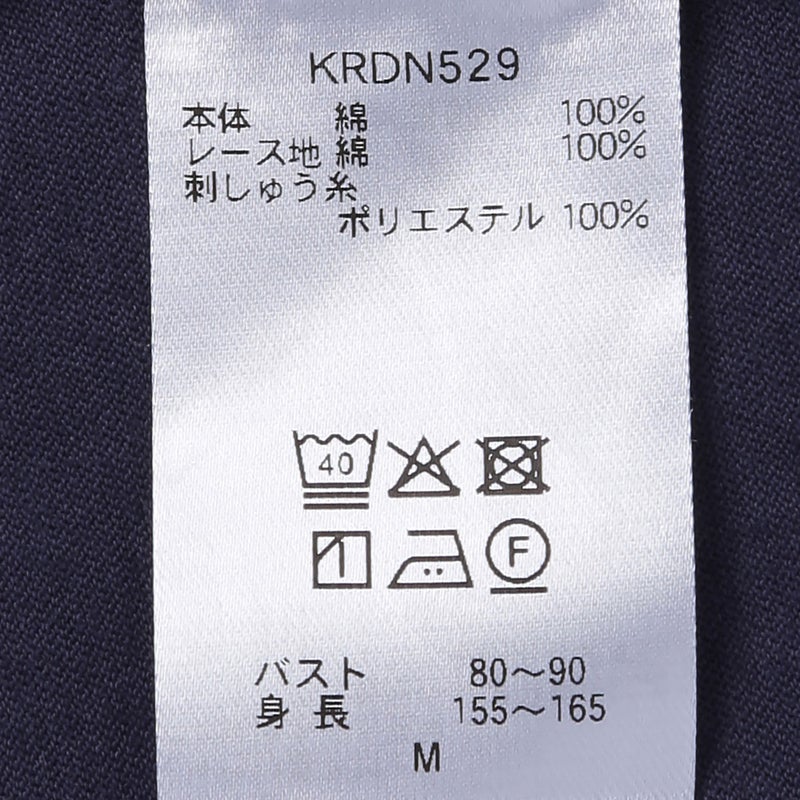 KRDN529
本体 綿 100%
レース地 綿 100%
刺しゅう糸
ポリエステル 100%
40
F
バスト 80～90
身長 155～165
M